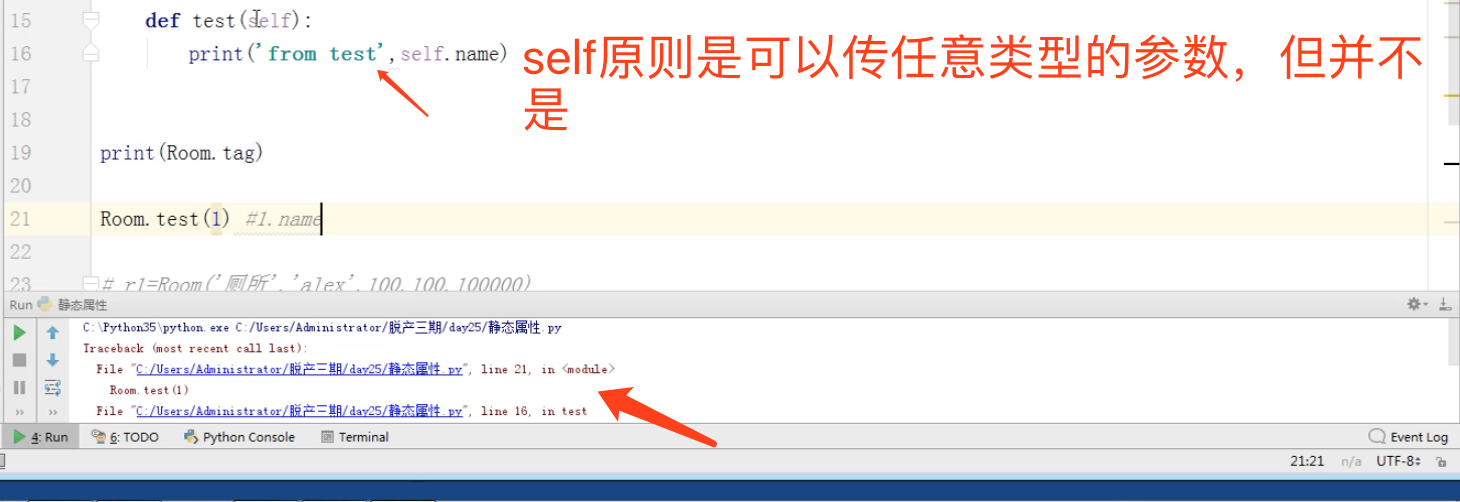 15 def test(self):
16 print('from test',self.name)
self原则是可以传任意类型的参数，但并不
是
17
18
19 print(Room.tag)
20
21 Room.test(1) #1.name
22
23 # r1=Room('厕所','alex',100,100,100000)
Run 静态属性
C:\Python35\python.exe C:/Users/Administrator/脱产三期/day25/静态属性.py
Traceback (most recent call last):
File "C:/Users/Administrator/脱产三期/day25/静态属性.py", line 21, in <module>
Room.test(1)
File "C:/Users/Administrator/脱产三期/day25/静态属性.py", line 16, in test
4: Run 6: TODO Python Console Terminal Event Log
21:21 n/a UTF-8